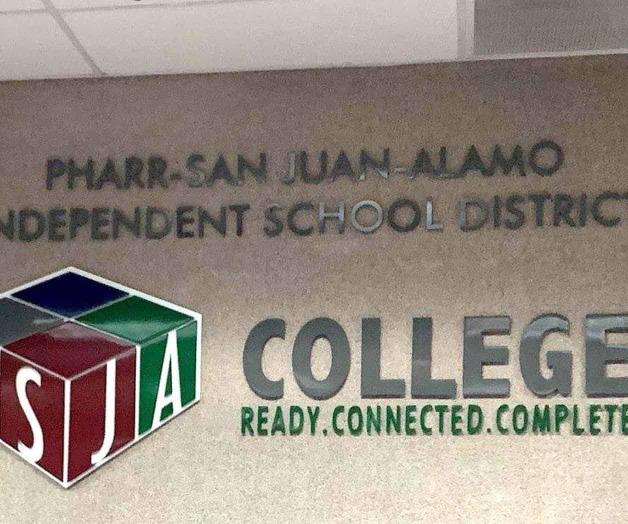 PHARR-SAN JUAN-ALAMO
NDEPENDENT SCHOOL DISTRICT
SJA
COLLEGE
READY.CONNECTED.COMPLETE